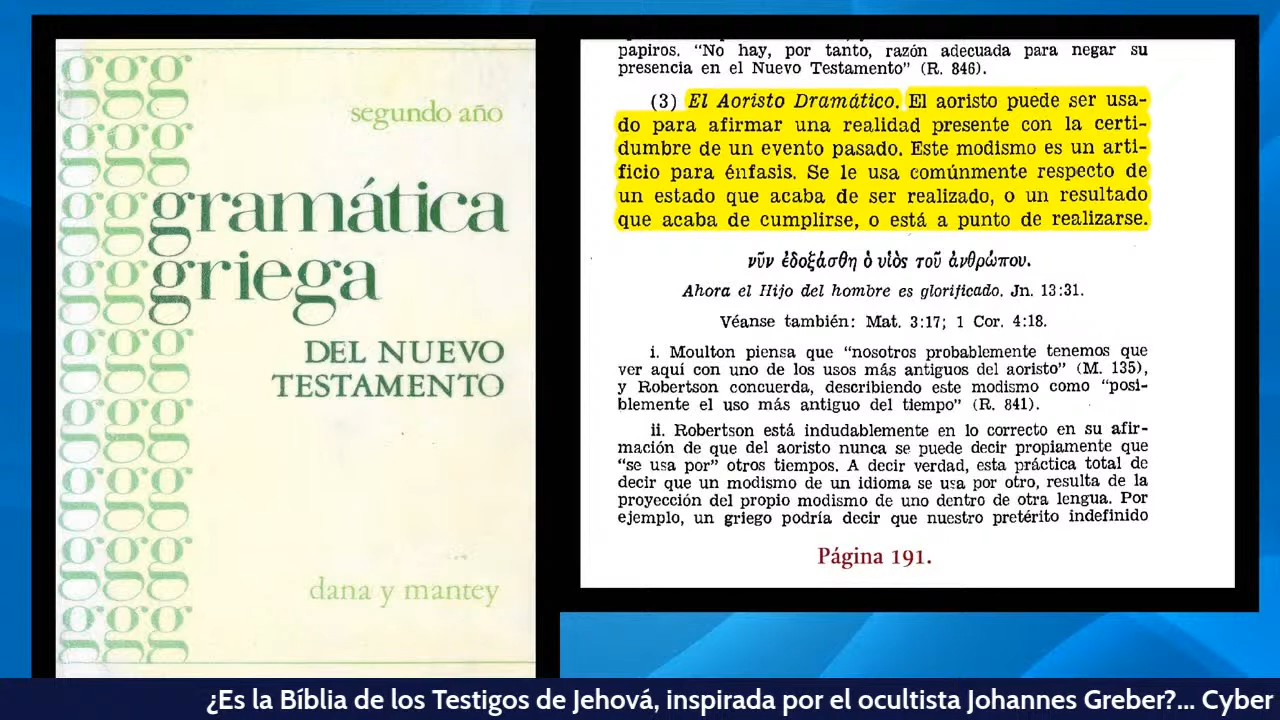 ggg
ggg
ggg
ggg
ggg
ggg
ggg
ggg
ggg
segundo año
gramática
griega
DEL NUEVO
TESTAMENTO
dana y mantey
papiros. “No hay, por tanto, razón adecuada para negar su
presencia en el Nuevo Testamento” (R. 846).
(3) El Aoristo Dramático. El aoristo puede ser usa-
do para afirmar una realidad presente con la certi-
dumbre de un evento pasado. Este modismo es un arti-
ficio para énfasis. Se le usa comúnmente respecto de
un estado que acaba de ser realizado, o un resultado
que acaba de cumplirse, o está a punto de realizarse.
νῦν ἐδοξάσθη ὁ υἱὸς τοῦ ἀνθρώπου.
Ahora el Hijo del hombre es glorificado. Jn. 13:31.
Véanse también: Mat. 3:17; 1 Cor. 4:18.
i. Moulton piensa que “nosotros probablemente tenemos que
ver aquí con uno de los usos más antiguos del aoristo” (M. 135),
y Robertson concuerda, describiendo este modismo como “posi-
blemente el uso más antiguo del tiempo” (R. 841).
ii. Robertson está indudablemente en lo correcto en su afir-
mación de que del aoristo nunca se puede decir propiamente que
“se usa por” otros tiempos. A decir verdad, esta práctica total de
decir que un modismo de un idioma se usa por otro, resulta de la
proyección del propio modismo de uno dentro de otra lengua. Por
ejemplo, un griego podría decir que nuestro pretérito indefinido
Página 191.
¿Es la Bíblia de los Testigos de Jehová, inspirada por el ocultista Johannes Greber?... Cyber